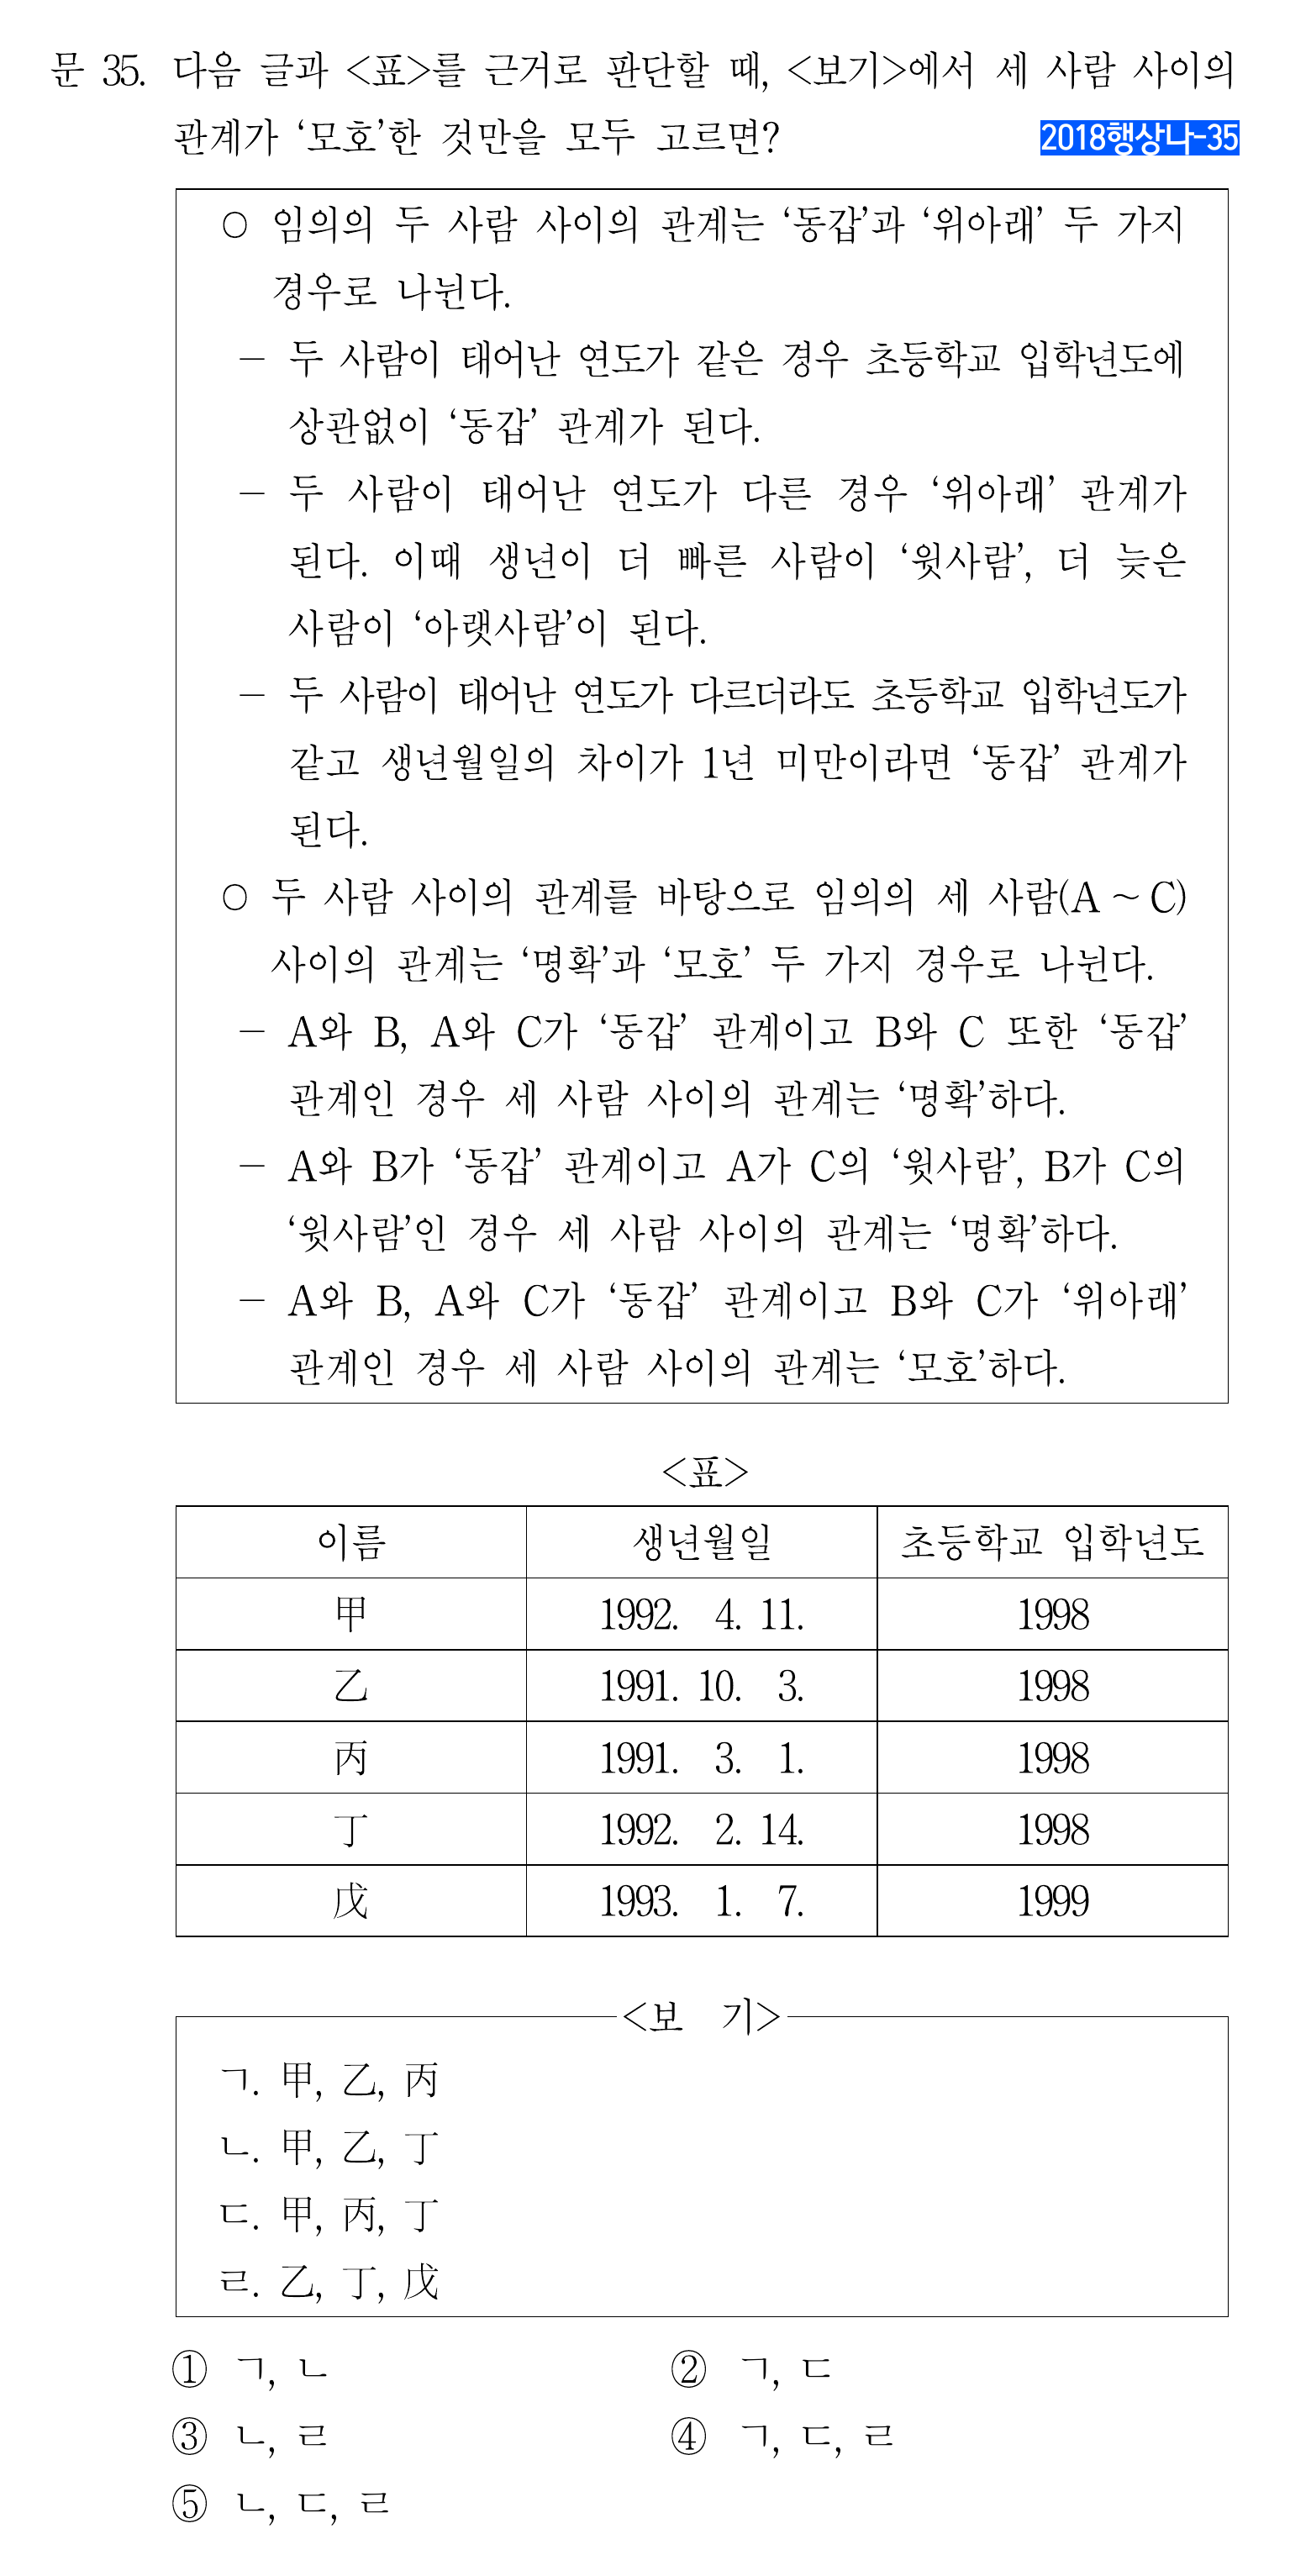 문 35. 다음 글과 <표>를 근거로 판단할 때, <보기>에서 세 사람 사이의
관계가 ‘모호’한 것만을 모두 고르면?
2018행상나-35
○ 임의의 두 사람 사이의 관계는 ‘동갑’과 ‘위아래’ 두 가지
경우로 나뉜다.
- 두 사람이 태어난 연도가 같은 경우 초등학교 입학년도에
상관없이 ‘동갑’ 관계가 된다.
- 두 사람이 태어난 연도가 다른 경우 ‘위아래’ 관계가
된다. 이때 생년이 더 빠른 사람이 ‘윗사람’, 더 늦은
사람이 ‘아랫사람’이 된다.
- 두 사람이 태어난 연도가 다르더라도 초등학교 입학년도가
같고 생년월일의 차이가 1년 미만이라면 ‘동갑’ 관계가
된다.
○ 두 사람 사이의 관계를 바탕으로 임의의 세 사람(A ~ C)
사이의 관계는 ‘명확’과 ‘모호’ 두 가지 경우로 나뉜다.
- A와 B, A와 C가 ‘동갑’ 관계이고 B와 C 또한 ‘동갑’
관계인 경우 세 사람 사이의 관계는 ‘명확’하다.
- A와 B가 ‘동갑’ 관계이고 A가 C의 ‘윗사람’, B가 C의
‘윗사람’인 경우 세 사람 사이의 관계는 ‘명확’하다.
- A와 B, A와 C가 ‘동갑’ 관계이고 B와 C가 ‘위아래’
관계인 경우 세 사람 사이의 관계는 ‘모호’하다.
<표>
이름 생년월일 초등학교 입학년도
甲 1992. 4. 11. 1998
乙 1991. 10. 3. 1998
丙 1991. 3. 1. 1998
丁 1992. 2. 14. 1998
戊 1993. 1. 7. 1999
<보 기>
ㄱ. 甲, 乙, 丙
ㄴ. 甲, 乙, 丁
ㄷ. 甲, 丙, 丁
ㄹ. 乙, 丁, 戊
① ㄱ, ㄴ ② ㄱ, ㄷ
③ ㄴ, ㄹ ④ ㄱ, ㄷ, ㄹ
⑤ ㄴ, ㄷ, ㄹ